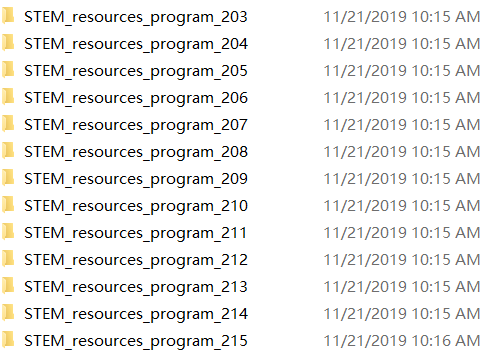 STEM_resources_program_203 11/21/2019 10:15 AM
STEM_resources_program_204 11/21/2019 10:15 AM
STEM_resources_program_205 11/21/2019 10:15 AM
STEM_resources_program_206 11/21/2019 10:15 AM
STEM_resources_program_207 11/21/2019 10:15 AM
STEM_resources_program_208 11/21/2019 10:15 AM
STEM_resources_program_209 11/21/2019 10:15 AM
STEM_resources_program_210 11/21/2019 10:15 AM
STEM_resources_program_211 11/21/2019 10:15 AM
STEM_resources_program_212 11/21/2019 10:15 AM
STEM_resources_program_213 11/21/2019 10:15 AM
STEM_resources_program_214 11/21/2019 10:15 AM
STEM_resources_program_215 11/21/2019 10:16 AM